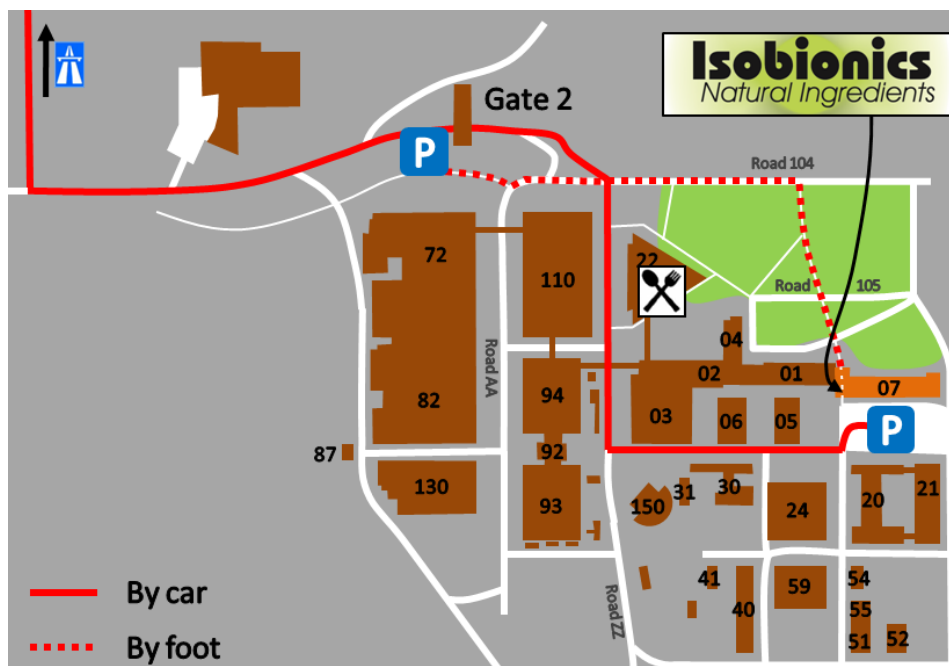 Isobionics
Natural Ingredients
Gate 2
P
Road 104
22
72
110
Road 105
04
Road AA
02
01
07
94
82
03
06
05
P
87
92
130
93
150
31
30
24
20
21
41
40
59
54
55
51
52
Road ZZ
By car
By foot